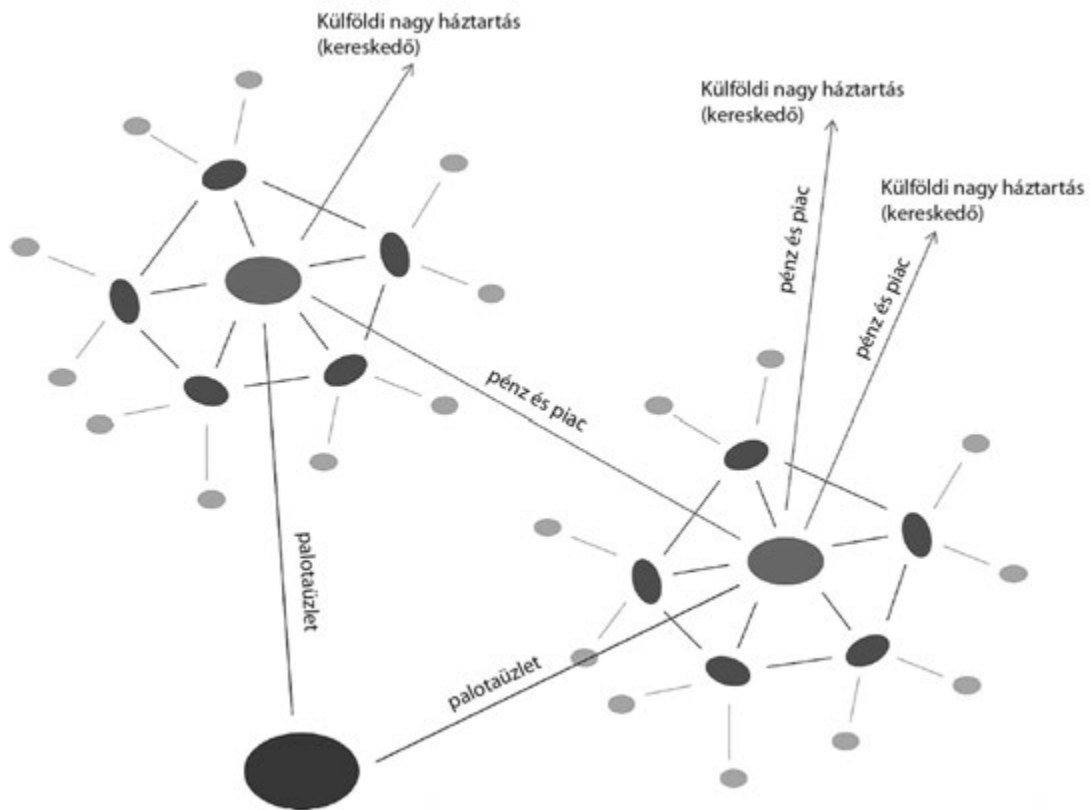 Külföldi nagy háztartás
(kereskedő)
Külföldi nagy háztartás
(kereskedő)
Külföldi nagy háztartás
(kereskedő)
pénz és piac
pénz és piac
pénz és piac
palotaüzlet
palotaüzlet